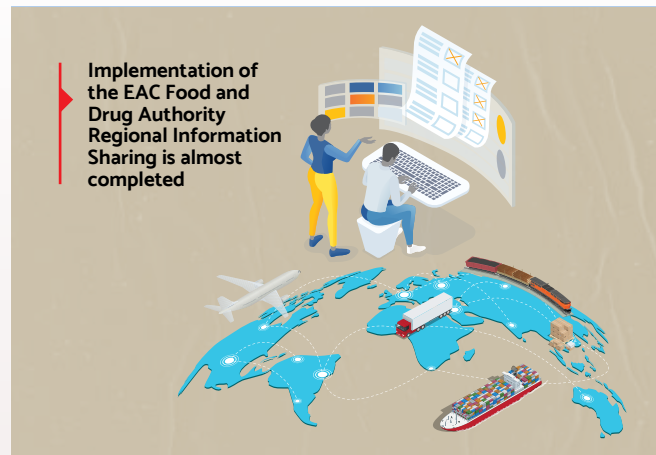 Implementation of
the EAC Food and
Drug Authority
Regional Information
Sharing is almost
completed